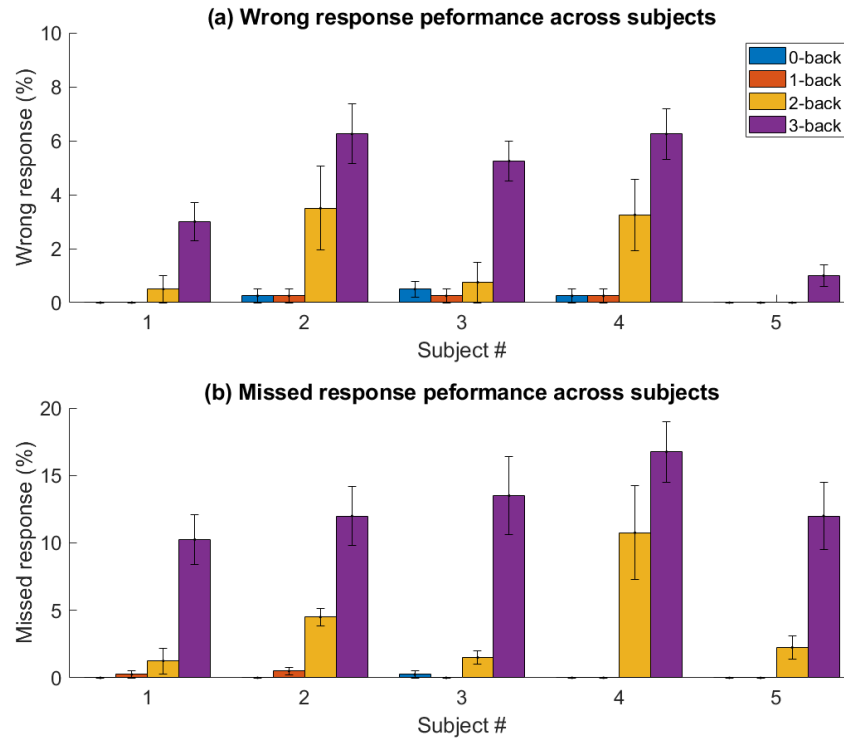 (a) Wrong response peformance across subjects
10
8
6
4
2
0
Wrong response (%)
0-back
1-back
2-back
3-back
1 2 3 4 5
Subject #
(b) Missed response peformance across subjects
20
15
10
5
0
Missed response (%)
1 2 3 4 5
Subject #